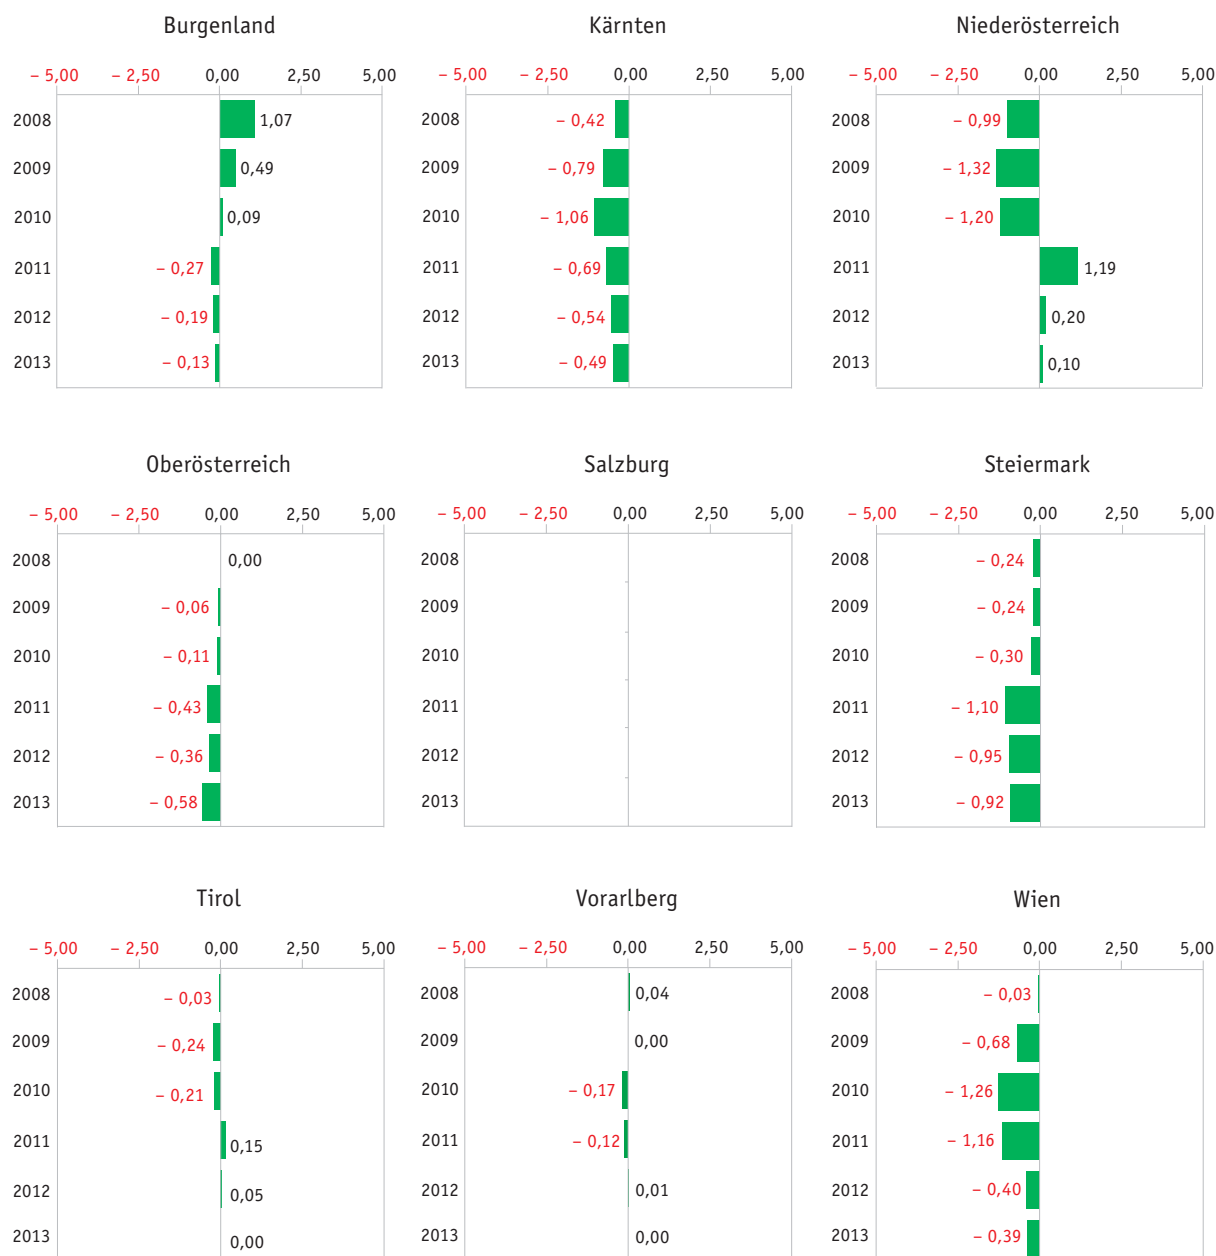 Burgenland Kärnten Niederösterreich
– 5,00 – 2,50 0,00 2,50 5,00 – 5,00 – 2,50 0,00 2,50 5,00 – 5,00 – 2,50 0,00 2,50 5,00
2008 1,07 2008 – 0,42 2008 – 0,99
2009 0,49 2009 – 0,79 2009 – 1,32
2010 0,09 2010 – 1,06 2010 – 1,20
2011 – 0,27 2011 – 0,69 2011 1,19
2012 – 0,19 2012 – 0,54 2012 0,20
2013 – 0,13 2013 – 0,49 2013 0,10
Oberösterreich Salzburg Steiermark
– 5,00 – 2,50 0,00 2,50 5,00 – 5,00 – 2,50 0,00 2,50 5,00 – 5,00 – 2,50 0,00 2,50 5,00
2008 0,00 2008 2008 – 0,24
2009 – 0,06 2009 2009 – 0,24
2010 – 0,11 2010 2010 – 0,30
2011 – 0,43 2011 2011 – 1,10
2012 – 0,36 2012 2012 – 0,95
2013 – 0,58 2013 2013 – 0,92
Tirol Vorarlberg Wien
– 5,00 – 2,50 0,00 2,50 5,00 – 5,00 – 2,50 0,00 2,50 5,00 – 5,00 – 2,50 0,00 2,50 5,00
2008 – 0,03 2008 0,04 2008 – 0,03
2009 – 0,24 2009 0,00 2009 – 0,68
2010 – 0,21 2010 – 0,17 2010 – 1,26
2011 0,15 2011 – 0,12 2011 – 1,16
2012 0,05 2012 0,01 2012 – 0,40
2013 0,00 2013 0,00 2013 – 0,39